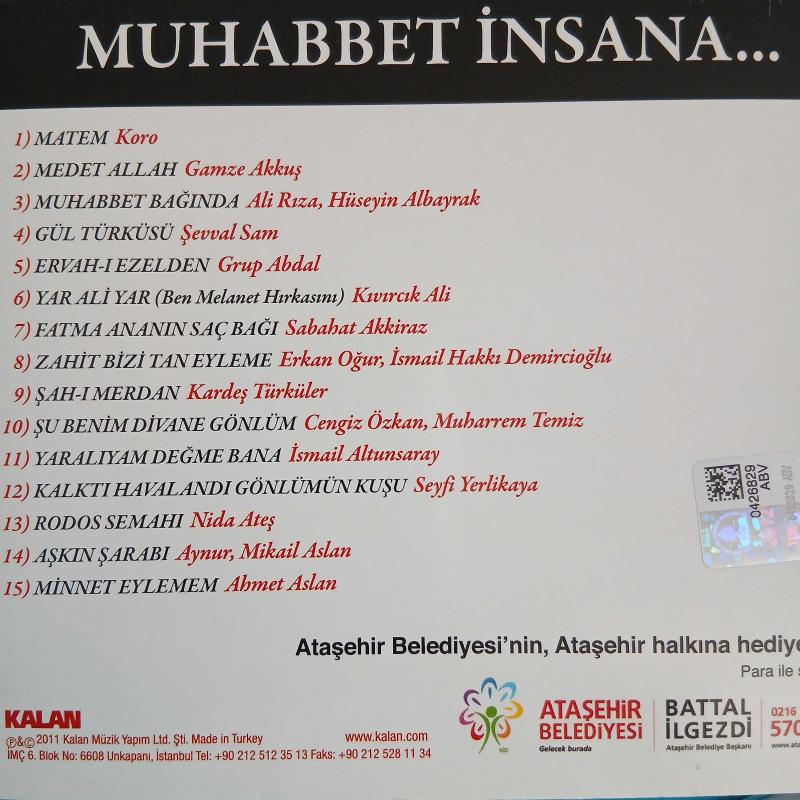 MUHABBET İNSANA...
1) MATEM Koro
2) MEDET ALLAH Gamze Akkuş
3) MUHABBET BAĞINDA Ali Rıza, Hüseyin Albayrak
4) GÜL TÜRKÜSÜ Şevval Sam
5) ERVAH-I EZELDEN Grup Abdal
6) YAR ALİ YAR (Ben Melanet Hırkasını) Kıvırcık Ali
7) FATMA ANANIN SAÇ BAĞI Sabahat Akkiraz
8) ZAHİT BİZİ TAN EYLEME Erkan Oğur, İsmail Hakkı Demircioğlu
9) ŞAH-I MERDAN Kardeş Türküler
10) ŞU BENİM DİVANE GÖNLÜM Cengiz Özkan, Muharrem Temiz
11) YARALIYAM DEĞME BANA İsmail Altunsaray
12) KALKTI HAVALANDI GÖNLÜMÜN KUŞU Seyfi Yerlikaya
13) RODOS SEMAHI Nida Ateş
14) AŞKIN ŞARABI Aynur, Mikail Aslan
15) MİNNET EYLEMEM Ahmet Aslan
0426829
ABV
Ataşehir Belediyesi'nin, Ataşehir halkına hediye
Para ile s
KALAN
℗&© 2011 Kalan Müzik Yapım Ltd. Şti. Made in Turkey www.kalan.com
İMÇ 6. Blok No: 6608 Unkapanı, İstanbul Tel: +90 212 512 35 13 Faks: +90 212 528 11 34
ATAŞEHİR
BELEDİYESİ
Gelecek burada
BATTAL
İLGEZDİ
Ataşehir Belediye Başkanı
0216
570
www.ata